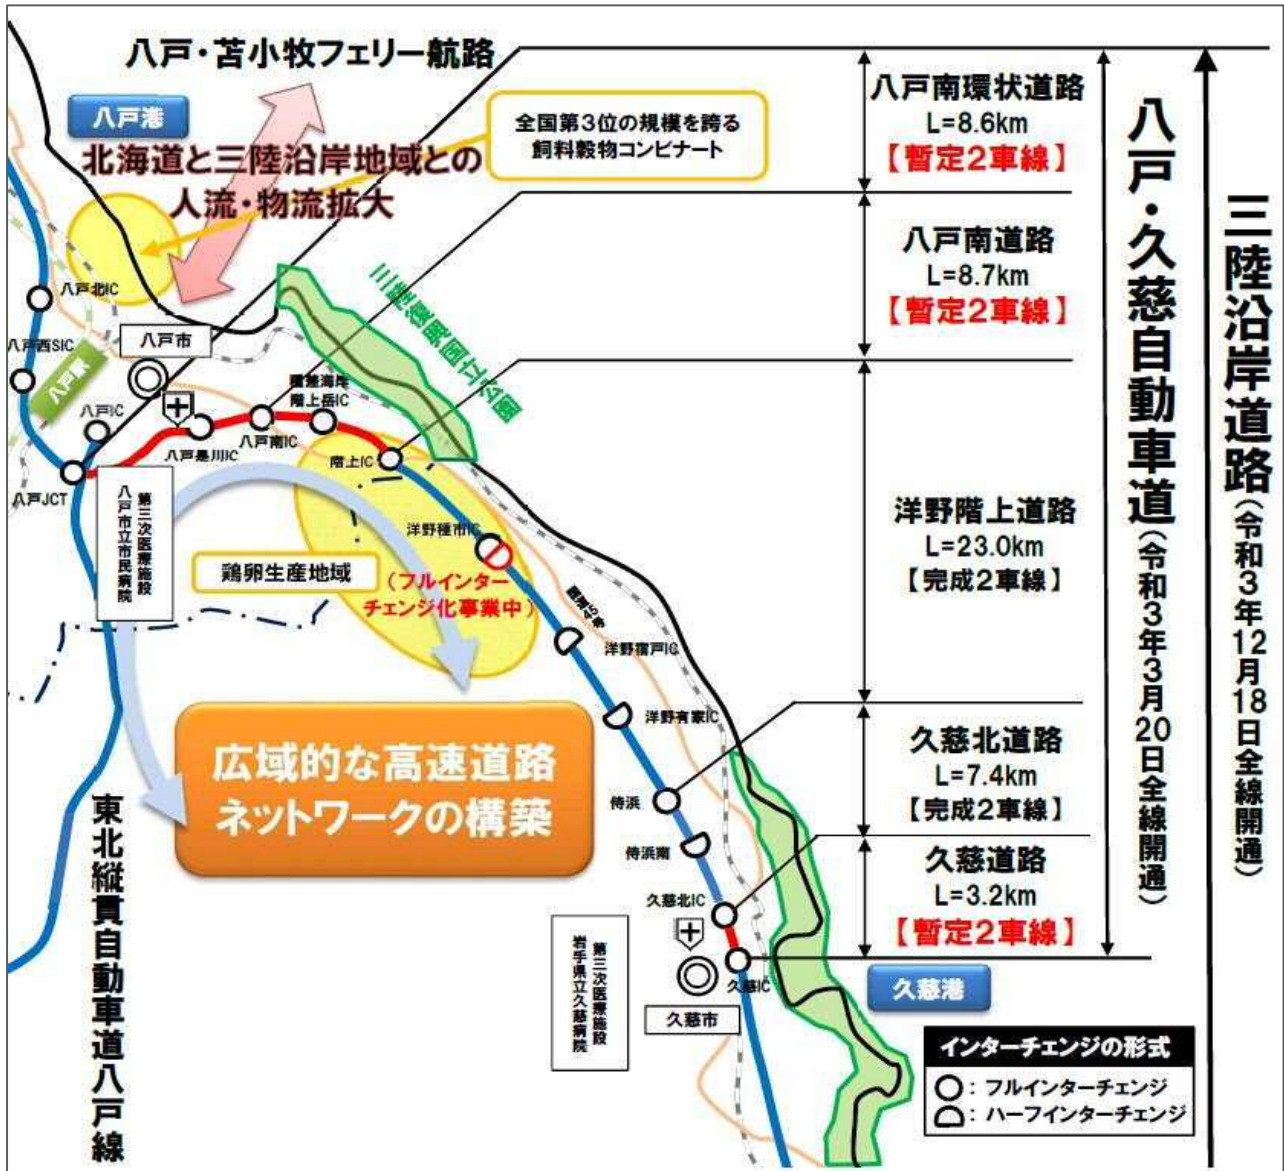 八戸・苫小牧フェリー航路
八戸港
北海道と三陸沿岸地域との
人流・物流拡大
全国第3位の規模を誇る
飼料穀物コンビナート
八戸南環状道路
L=8.6km
【暫定2車線】
八戸南道路
L=8.7km
【暫定2車線】
洋野階上道路
L=23.0km
【完成2車線】
久慈北道路
L=7.4km
【完成2車線】
久慈道路
L=3.2km
【暫定2車線】
八戸・久慈自動車道(令和3年3月20日全線開通)
三陸沿岸道路(令和3年12月18日全線開通)
三陸復興国立公園
八戸北IC
八戸市
八戸西SIC
八戸駅
八戸IC
八戸JCT
八戸是川IC
八戸南IC
種差海岸
階上岳IC
階上IC
第三次医療施設
八戸市立市民病院
洋野種市IC
鶏卵生産地域
(フルインター
チェンジ化事業中)
国道45号
洋野宿戸IC
洋野有家IC
広域的な高速道路
ネットワークの構築
侍浜
侍浜南
久慈北IC
久慈IC
第三次医療施設
岩手県立久慈病院
久慈市
久慈港
東北縦貫自動車道八戸線
インターチェンジの形式
:フルインターチェンジ
:ハーフインターチェンジ